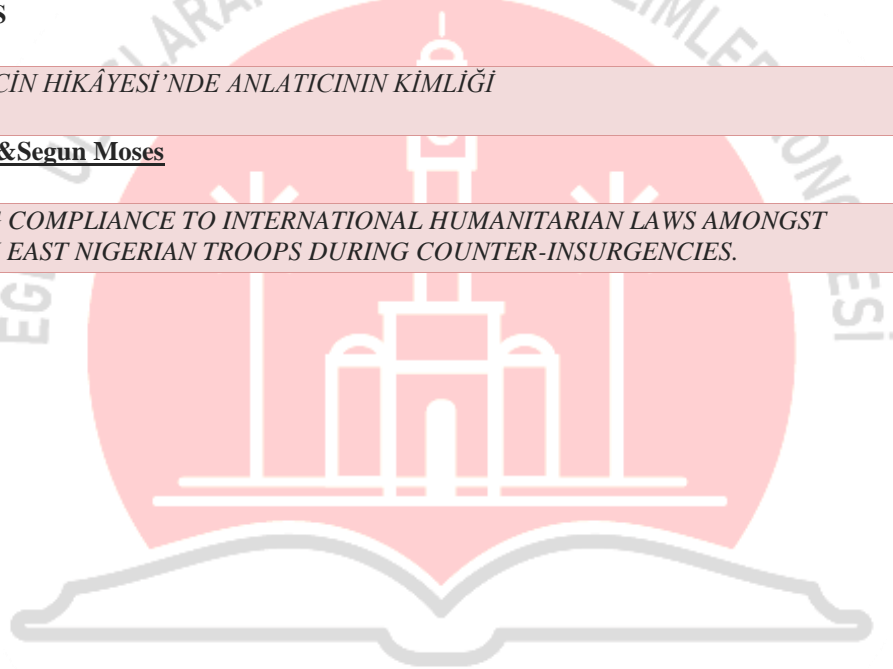 S
CİN HİKÂYESİ'NDE ANLATICININ KİMLİĞİ
&Segun Moses
COMPLIANCE TO INTERNATIONAL HUMANITARIAN LAWS AMONGST
EAST NIGERIAN TROOPS DURING COUNTER-INSURGENCIES.